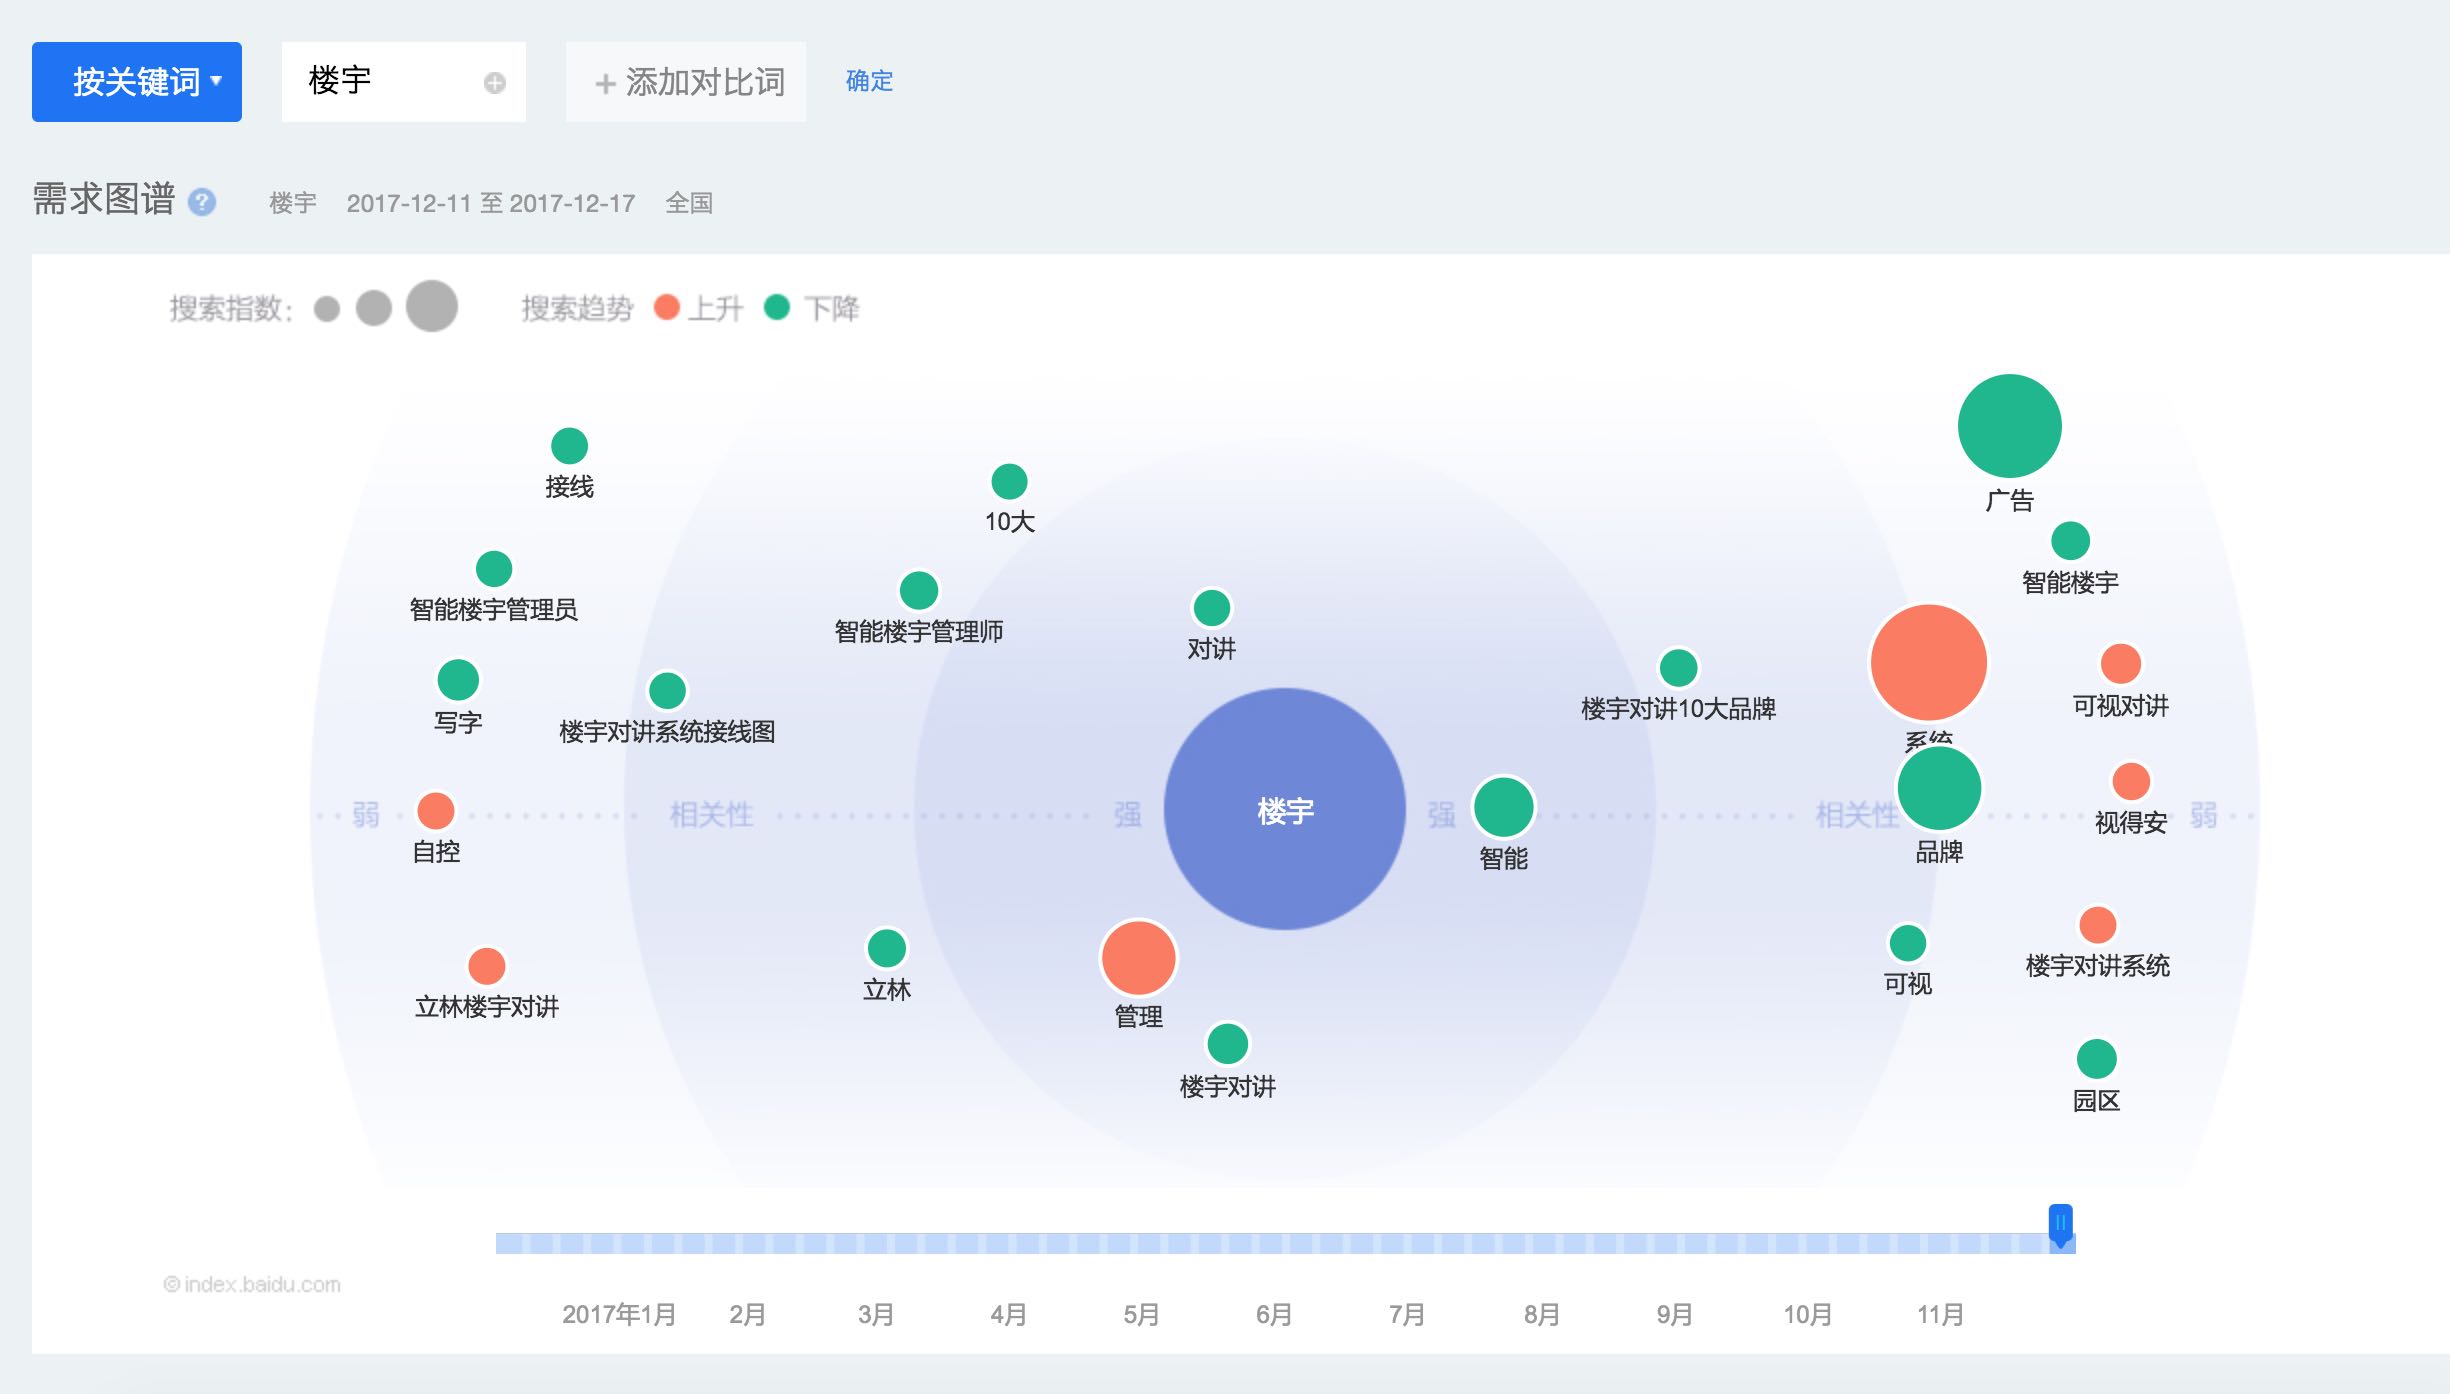 按关键词
楼宇
+ 添加对比词
确定
需求图谱 ?
楼宇 2017-12-11 至 2017-12-17 全国
搜索指数： 搜索趋势 上升 下降
广告
接线
10大
智能楼宇
智能楼宇管理员
智能楼宇管理师
对讲
可视对讲
楼宇对讲10大品牌
写字
楼宇对讲系统接线图
系统
弱 相关性 强 楼宇 强 相关性 弱
视得安
自控
品牌
智能
楼宇对讲系统
可视
立林
立林楼宇对讲
管理
楼宇对讲
园区
©index.baidu.com
2017年1月 2月 3月 4月 5月 6月 7月 8月 9月 10月 11月